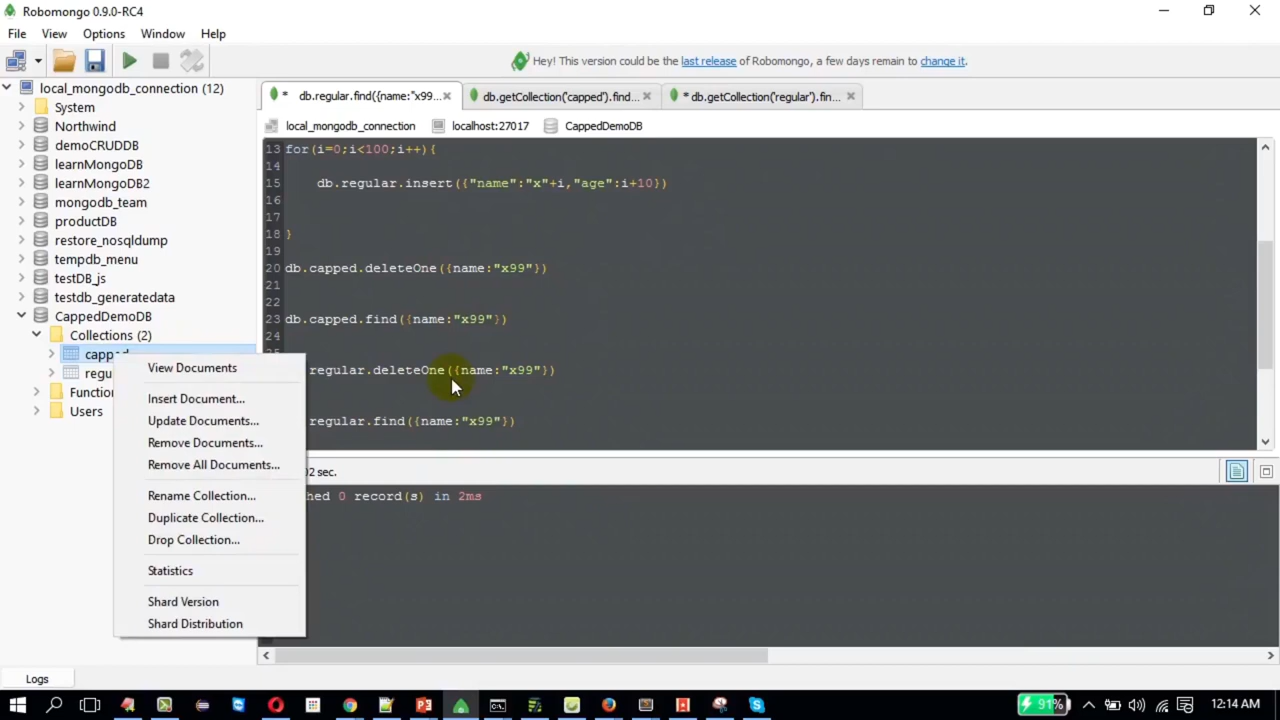 Robomongo 0.9.0-RC4
File View Options Window Help
Hey! This version could be the last release of Robomongo, a few days remain to change it.
local_mongodb_connection (12)
System
Northwind
demoCRUDDB
learnMongoDB
learnMongoDB2
mongodb_team
productDB
restore_nosqldump
tempdb_menu
testDB_js
testdb_generatedata
CappedDemoDB
Collections (2)
capped
regu
Function
Users
View Documents
Insert Document...
Update Documents...
Remove Documents...
Remove All Documents...
Rename Collection...
Duplicate Collection...
Drop Collection...
Statistics
Shard Version
Shard Distribution
* db.regular.find({name:"x99... db.getCollection('capped').find... * db.getCollection('regular').fin...
local_mongodb_connection localhost:27017 CappedDemoDB
13 for(i=0;i<100;i++){
14
15 db.regular.insert({"name":"x"+i,"age":i+10})
16
17
18 }
19
20 db.capped.deleteOne({name:"x99"})
21
22
23 db.capped.find({name:"x99"})
24
25
regular.deleteOne({name:"x99"})
regular.find({name:"x99"})
02 sec.
hed 0 record(s) in 2ms
Logs
91% 12:14 AM